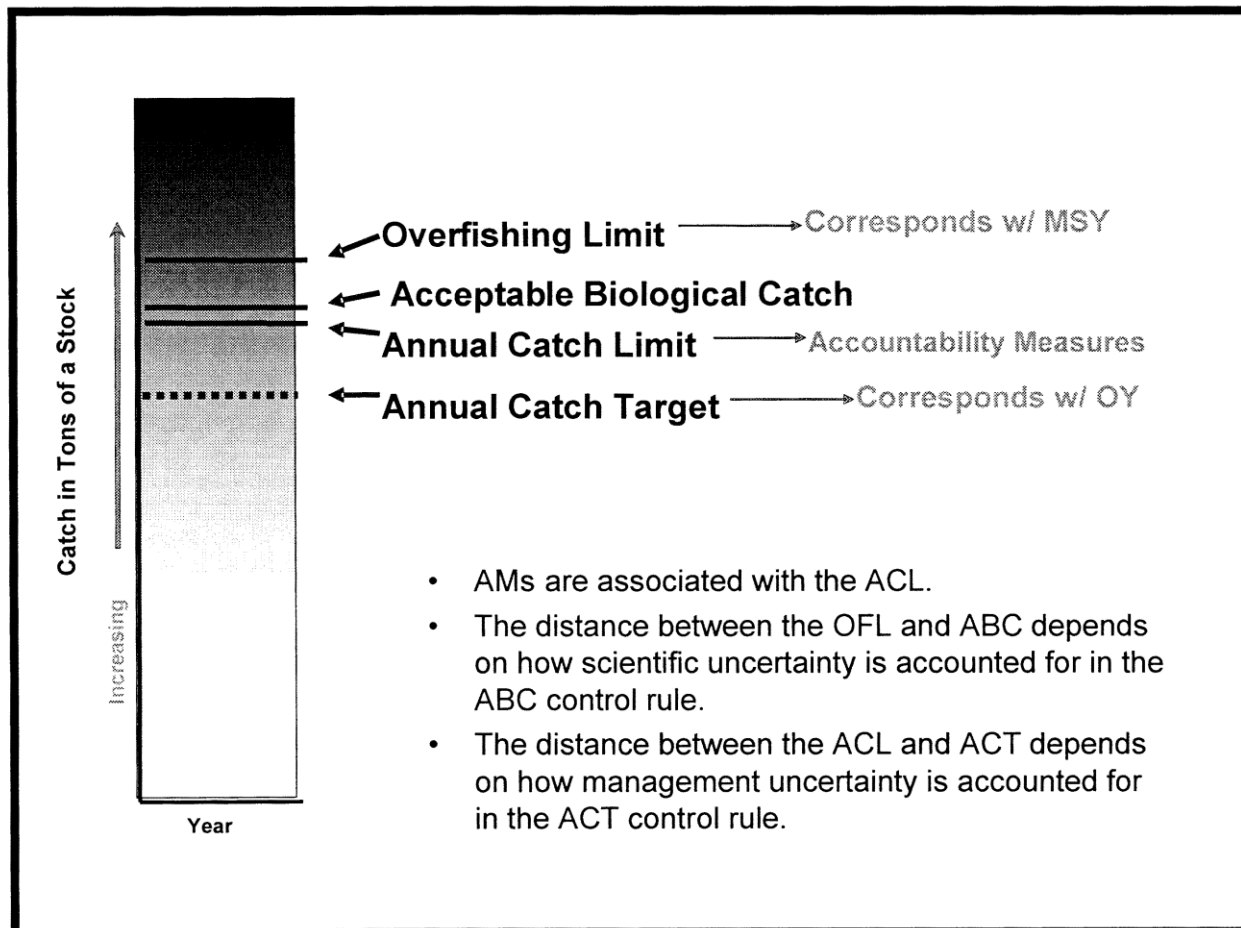 Overfishing Limit
Corresponds w/ MSY
Acceptable Biological Catch
Annual Catch Limit
Accountability Measures
Annual Catch Target
Corresponds w/ OY
Catch in Tons of a Stock
Increasing
Year
• AMs are associated with the ACL.
• The distance between the OFL and ABC depends
on how scientific uncertainty is accounted for in the
ABC control rule.
• The distance between the ACL and ACT depends
on how management uncertainty is accounted for
in the ACT control rule.